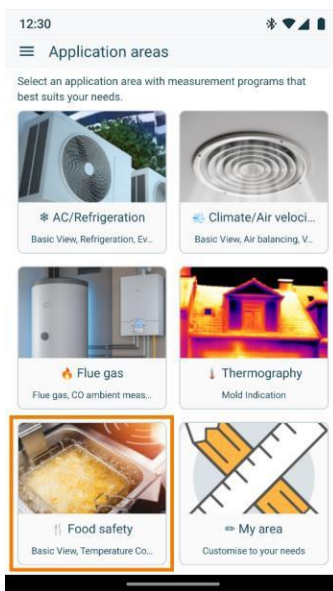 12:30
Application areas
Select an application area with measurement programs that
best suits your needs.
❄ AC/Refrigeration
Basic View, Refrigeration, Ev...
💨 Climate/Air veloci...
Basic View, Air balancing, V...
🔥 Flue gas
Flue gas, CO ambient meas...
🌡 Thermography
Mold Indication
🍴 Food safety
Basic View, Temperature Co...
✏ My area
Customise to your needs